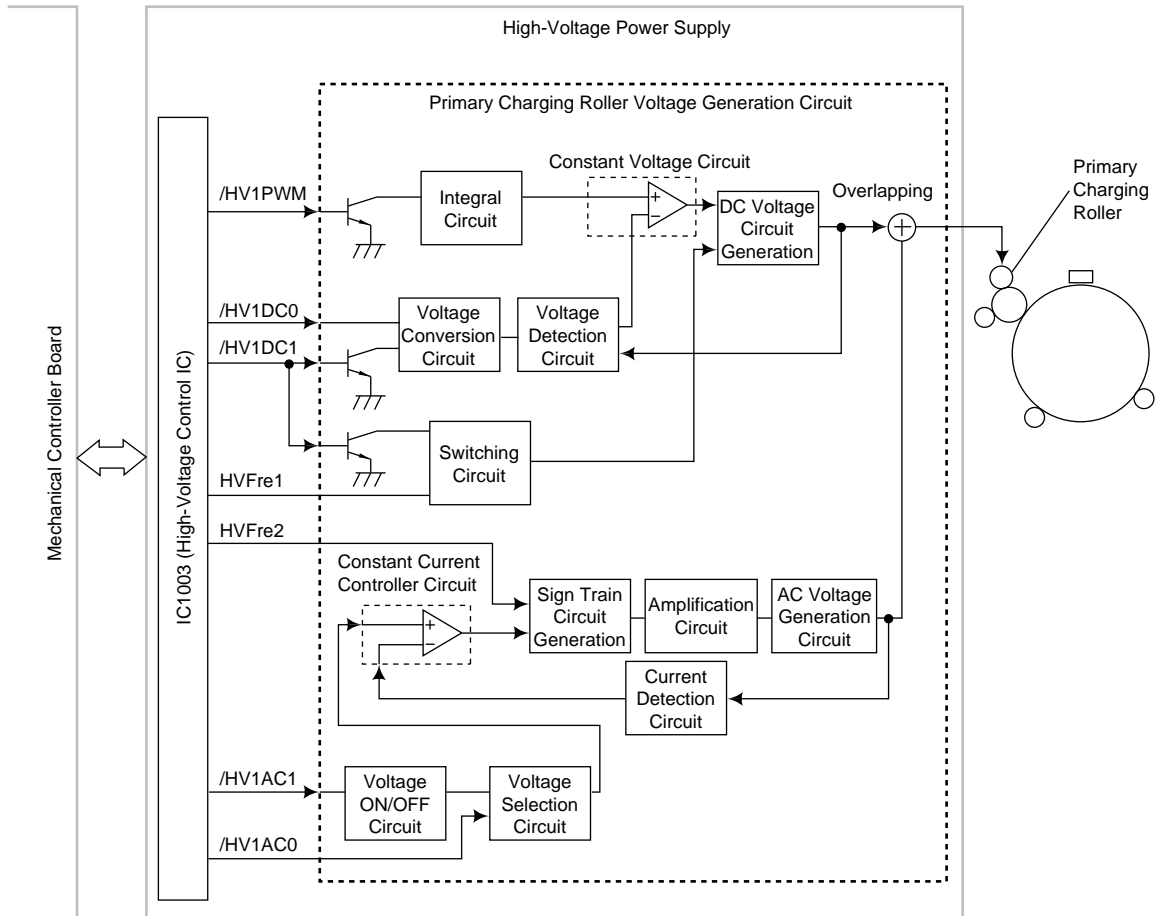 High-Voltage Power Supply
Primary Charging Roller Voltage Generation Circuit
Mechanical Controller Board
IC1003 (High-Voltage Control IC)
/HV1PWM
Integral
Circuit
Constant Voltage Circuit
+
−
DC Voltage
Circuit
Generation
Overlapping
+
Primary
Charging
Roller
/HV1DC0
/HV1DC1
Voltage
Conversion
Circuit
Voltage
Detection
Circuit
Switching
Circuit
HVFre1
HVFre2
Constant Current
Controller Circuit
+
−
Sign Train
Circuit
Generation
Amplification
Circuit
AC Voltage
Generation
Circuit
Current
Detection
Circuit
/HV1AC1
Voltage
ON/OFF
Circuit
Voltage
Selection
Circuit
/HV1AC0